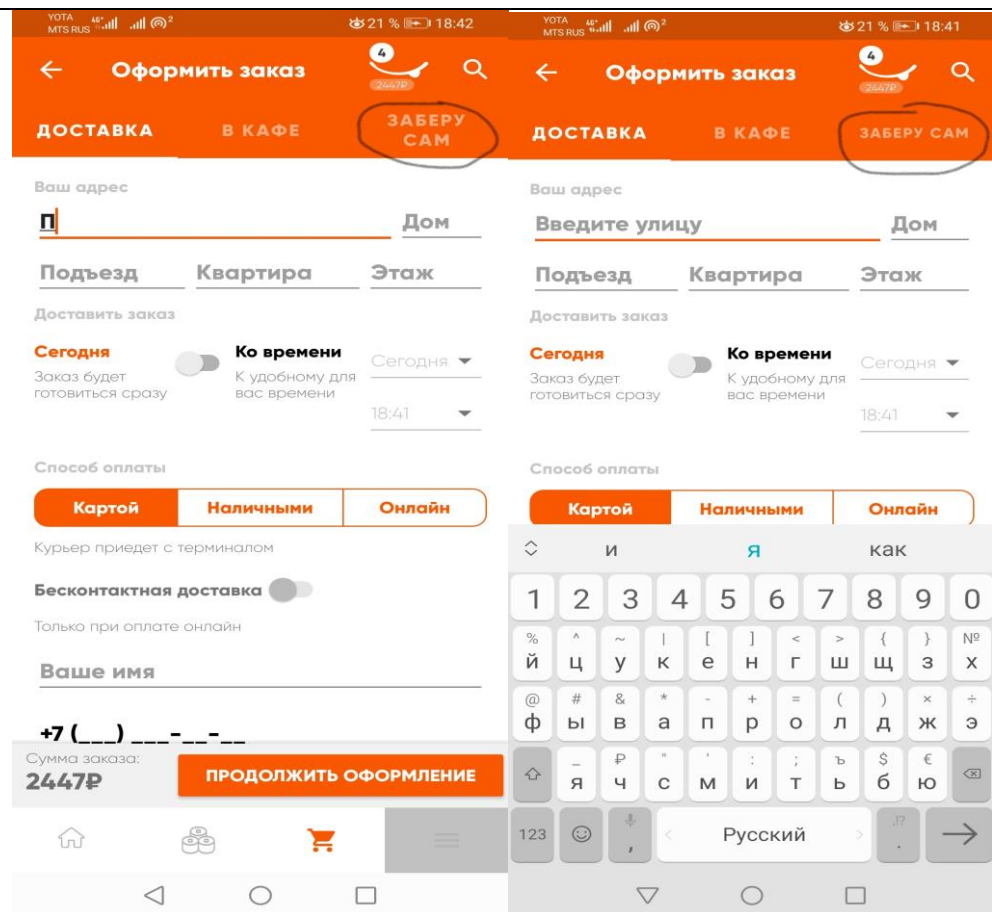 YOTA
MTS RUS 4G+ 2
21 % 18:42
4
Оформить заказ
2447₽
ДОСТАВКА
В КАФЕ
ЗАБЕРУ
САМ
Ваш адрес
П
Дом
Подъезд
Квартира
Этаж
Доставить заказ
Сегодня
Заказ будет
готовиться сразу
Ко времени
К удобному для
вас времени
Сегодня
18:41
Способ оплаты
Картой
Наличными
Онлайн
Курьер приедет с терминалом
Бесконтактная доставка
Только при оплате онлайн
Ваше имя
+7 (___) ___-__-__
Сумма заказа:
2447₽
ПРОДОЛЖИТЬ ОФОРМЛЕНИЕ
YOTA
MTS RUS 2
21 % 18:41
4
Оформить заказ
2447₽
ДОСТАВКА
В КАФЕ
ЗАБЕРУ САМ
Ваш адрес
Введите улицу
Дом
Подъезд
Квартира
Этаж
Доставить заказ
Сегодня
Заказ будет
готовиться сразу
Ко времени
К удобному для
вас времени
Сегодня
18:41
Способ оплаты
Картой
Наличными
Онлайн
и я как
1 2 3 4 5 6 7 8 9 0
% ^ ~ | [ ] < > { } №
й ц у к е н г ш щ з х
@ # & * - + = ( ) × ÷
ф ы в а п р о л д ж э
_ ₽ " ' : ; ъ $ €
я ч с м и т ь б ю
123 , < Русский > .!? .